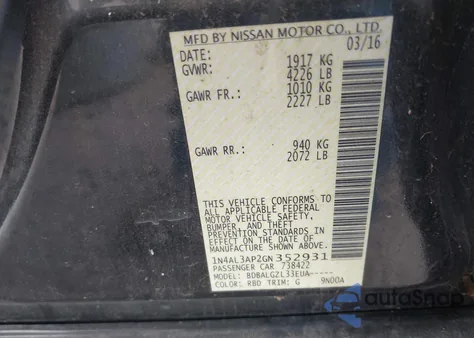 MFD BY NISSAN MOTOR CO., LTD.
DATE: 03/16
GVWR: 1917 KG
4226 LB
GAWR FR.: 1010 KG
2227 LB
GAWR RR.: 940 KG
2072 LB
THIS VEHICLE CONFORMS TO
ALL APPLICABLE FEDERAL
MOTOR VEHICLE SAFETY,
BUMPER, AND THEFT
PREVENTION STANDARDS IN
EFFECT ON THE DATE OF
MANUFACTURE SHOWN ABOVE.
1N4AL3AP2GN352931
PASSENGER CAR 738422
MODEL: BDBALGZL33EUA-----
COLOR: RBD TRIM: G 9N00A
autoSnap